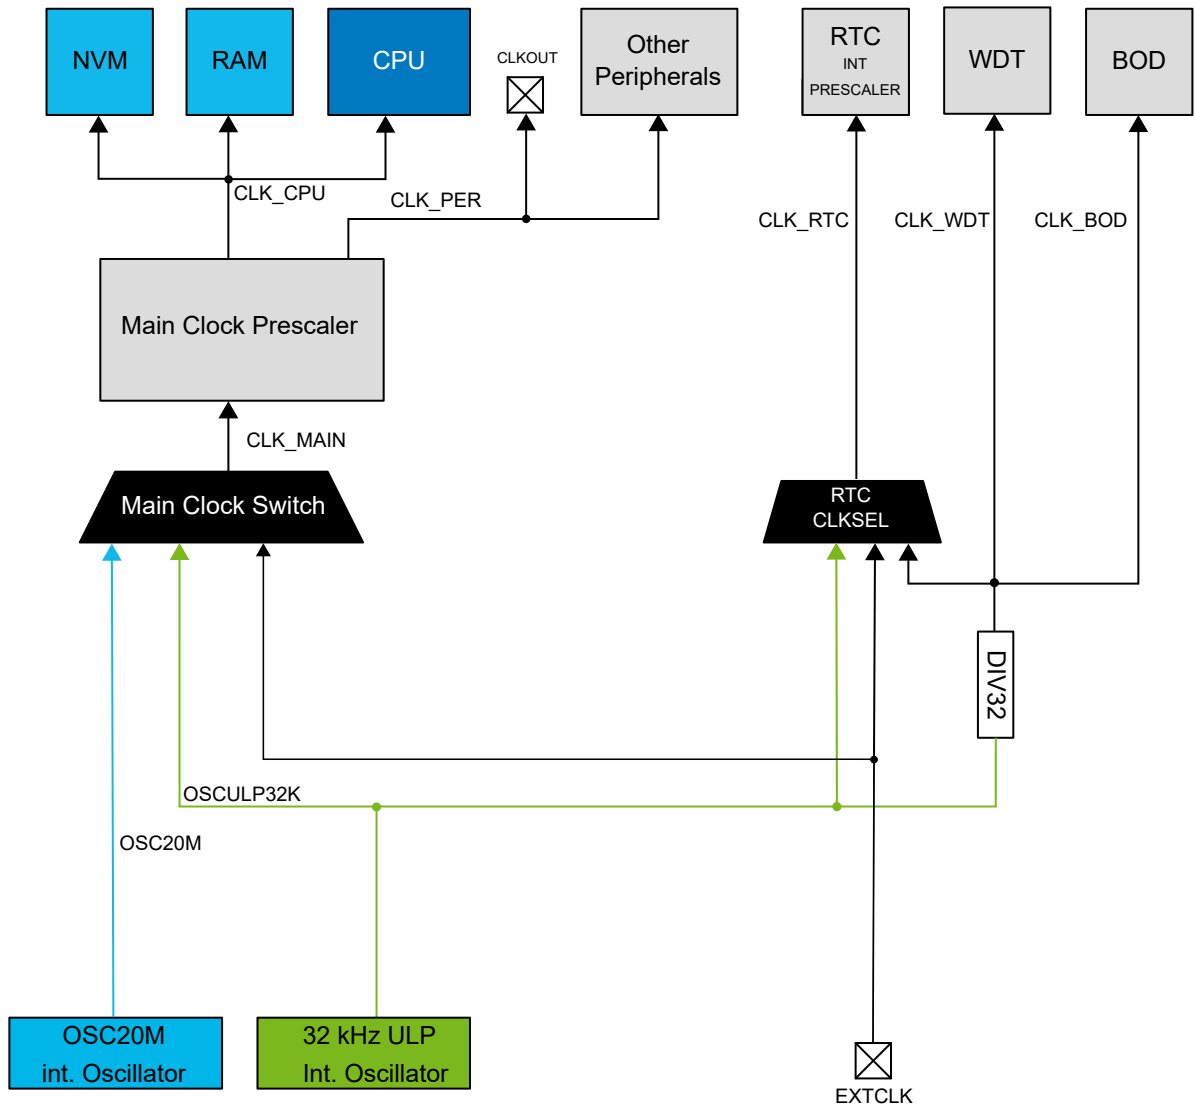 NVM
RAM
CPU
CLKOUT
Other
Peripherals
RTC
INT
PRESCALER
WDT
BOD
CLK_CPU
CLK_PER
CLK_RTC
CLK_WDT
CLK_BOD
Main Clock Prescaler
CLK_MAIN
Main Clock Switch
RTC
CLKSEL
DIV32
OSCULP32K
OSC20M
OSC20M
int. Oscillator
32 kHz ULP
Int. Oscillator
EXTCLK